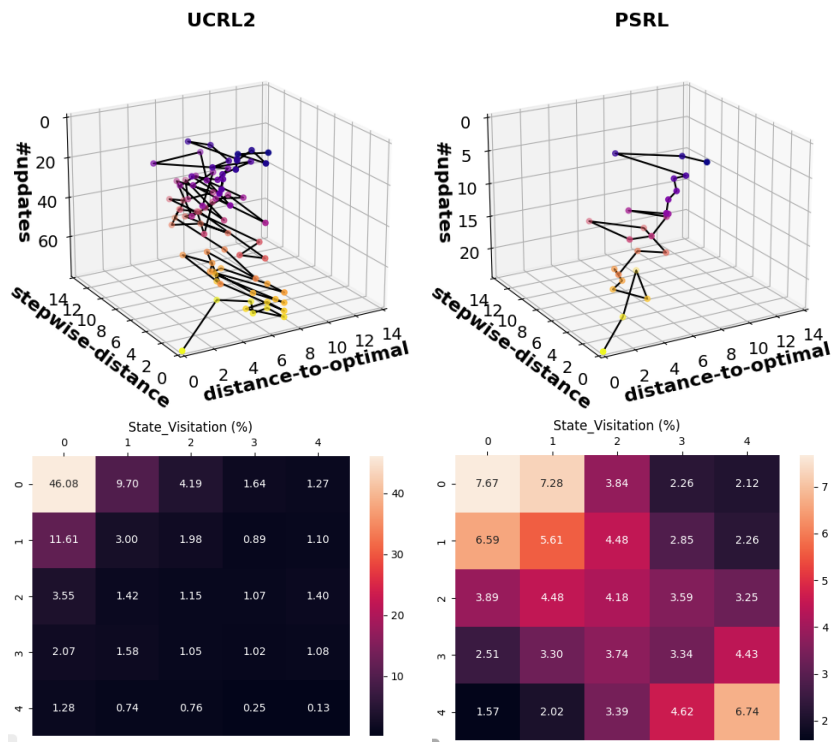 UCRL2
PSRL
0
20
40
60
#updates
14
12
10
8
6
4
2
0
stepwise-distance
0
2
4
6
8
10
12
14
distance-to-optimal
0
5
10
15
20
#updates
14
12
10
8
6
4
2
0
stepwise-distance
0
2
4
6
8
10
12
14
distance-to-optimal
State_Visitation (%)
0 1 2 3 4
0 46.08 9.70 4.19 1.64 1.27
1 11.61 3.00 1.98 0.89 1.10
2 3.55 1.42 1.15 1.07 1.40
3 2.07 1.58 1.05 1.02 1.08
4 1.28 0.74 0.76 0.25 0.13
40
30
20
10
State_Visitation (%)
0 1 2 3 4
0 7.67 7.28 3.84 2.26 2.12
1 6.59 5.61 4.48 2.85 2.26
2 3.89 4.48 4.18 3.59 3.25
3 2.51 3.30 3.74 3.34 4.43
4 1.57 2.02 3.39 4.62 6.74
7
6
5
4
3
2